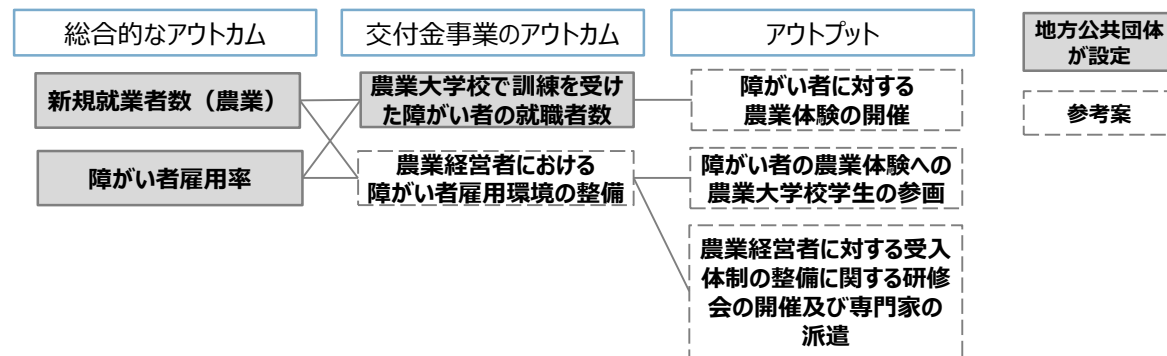 総合的なアウトカム
交付金事業のアウトカム
アウトプット
地方公共団体
が設定
新規就業者数（農業）
農業大学校で訓練を受け
た障がい者の就職者数
障がい者に対する
農業体験の開催
参考案
障がい者雇用率
農業経営者における
障がい者雇用環境の整備
障がい者の農業体験への
農業大学校学生の参画
農業経営者に対する受入
体制の整備に関する研修
会の開催及び専門家の
派遣